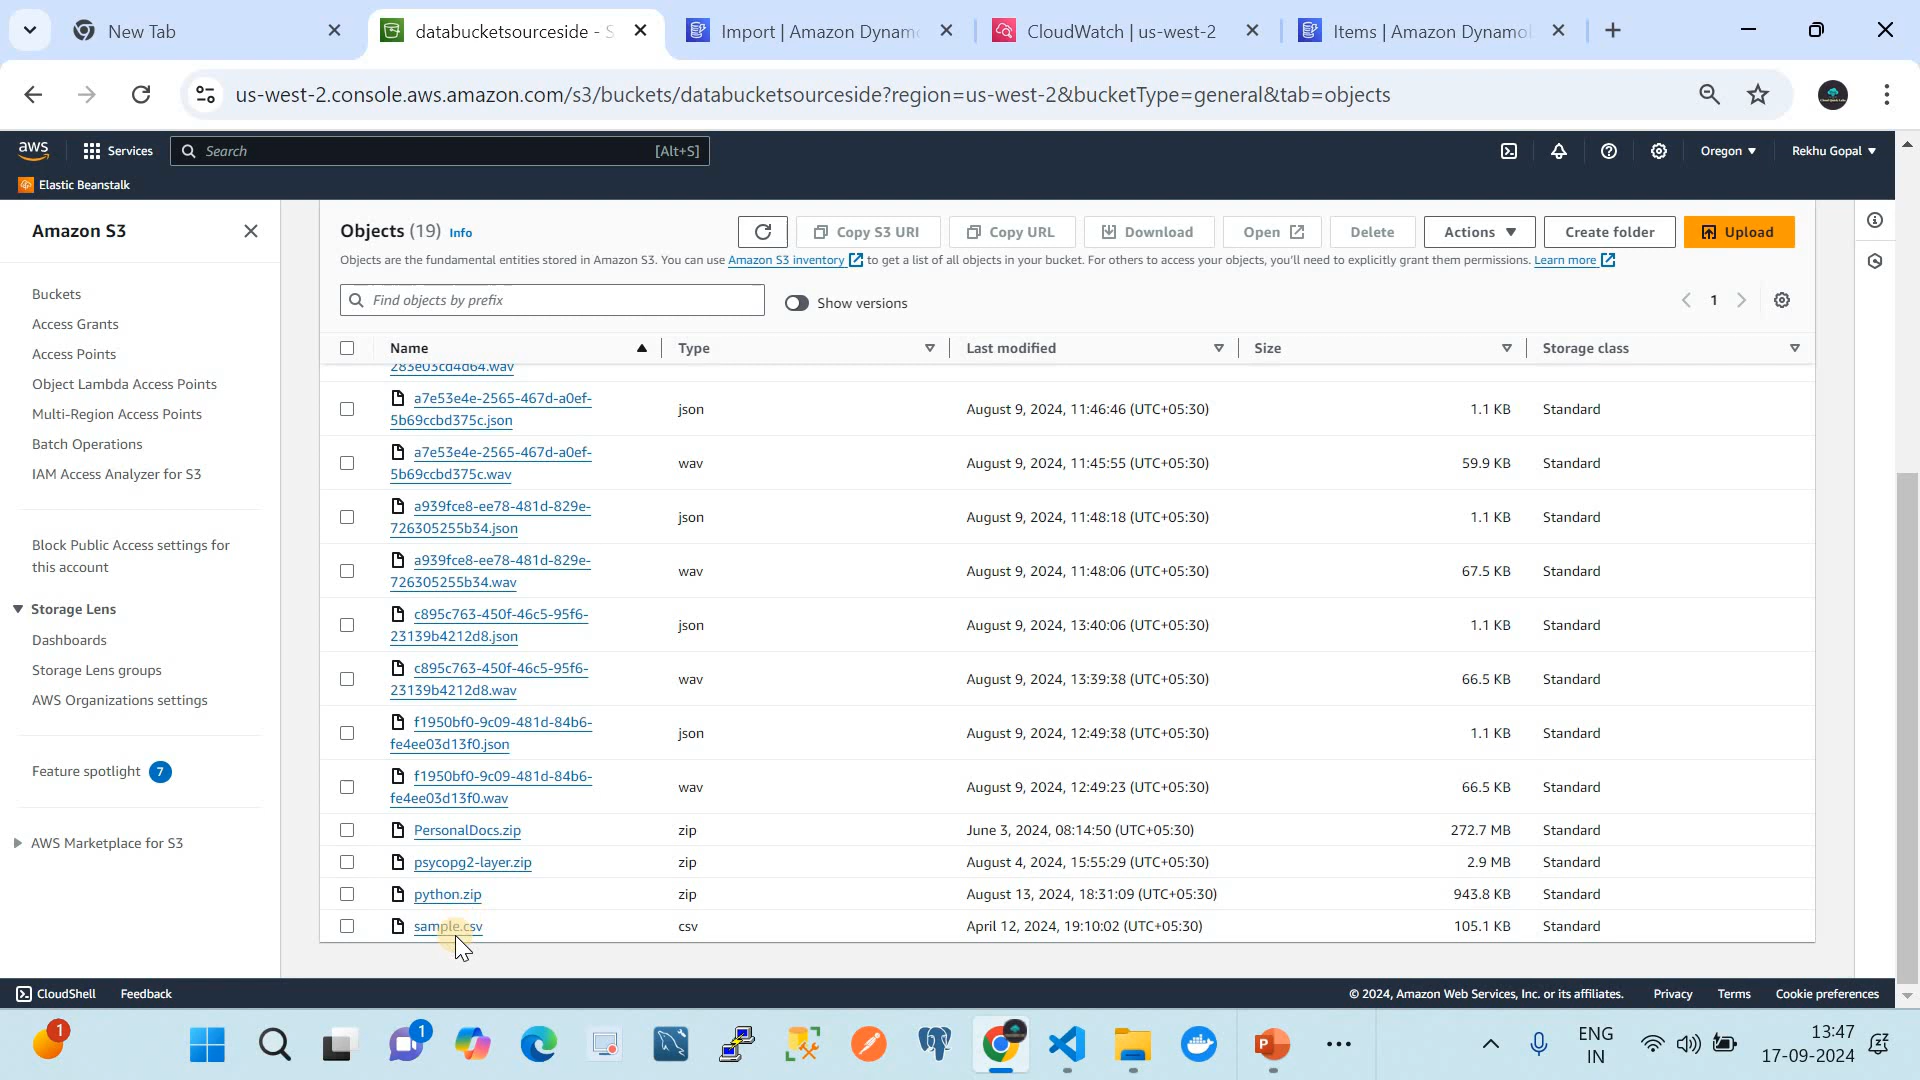 New Tab
databucketsourceside - S
Import | Amazon Dynamo
CloudWatch | us-west-2
Items | Amazon Dynamo
us-west-2.console.aws.amazon.com/s3/buckets/databucketsourceside?region=us-west-2&bucketType=general&tab=objects
aws
Services
Search
[Alt+S]
Oregon
Rekhu Gopal
Elastic Beanstalk
Amazon S3
Buckets
Access Grants
Access Points
Object Lambda Access Points
Multi-Region Access Points
Batch Operations
IAM Access Analyzer for S3
Block Public Access settings for
this account
Storage Lens
Dashboards
Storage Lens groups
AWS Organizations settings
Feature spotlight 7
AWS Marketplace for S3
Objects (19) Info
Copy S3 URI
Copy URL
Download
Open
Delete
Actions
Create folder
Upload
Objects are the fundamental entities stored in Amazon S3. You can use Amazon S3 inventory to get a list of all objects in your bucket. For others to access your objects, you'll need to explicitly grant them permissions. Learn more
Find objects by prefix
Show versions
1
Name Type Last modified Size Storage class
283e03cd4d64.wav
a7e53e4e-2565-467d-a0ef-
5b69ccbd375c.json
json August 9, 2024, 11:46:46 (UTC+05:30) 1.1 KB Standard
a7e53e4e-2565-467d-a0ef-
5b69ccbd375c.wav
wav August 9, 2024, 11:45:55 (UTC+05:30) 59.9 KB Standard
a939fce8-ee78-481d-829e-
726305255b34.json
json August 9, 2024, 11:48:18 (UTC+05:30) 1.1 KB Standard
a939fce8-ee78-481d-829e-
726305255b34.wav
wav August 9, 2024, 11:48:06 (UTC+05:30) 67.5 KB Standard
c895c763-450f-46c5-95f6-
23139b4212d8.json
json August 9, 2024, 13:40:06 (UTC+05:30) 1.1 KB Standard
c895c763-450f-46c5-95f6-
23139b4212d8.wav
wav August 9, 2024, 13:39:38 (UTC+05:30) 66.5 KB Standard
f1950bf0-9c09-481d-84b6-
fe4ee03d13f0.json
json August 9, 2024, 12:49:38 (UTC+05:30) 1.1 KB Standard
f1950bf0-9c09-481d-84b6-
fe4ee03d13f0.wav
wav August 9, 2024, 12:49:23 (UTC+05:30) 66.5 KB Standard
PersonalDocs.zip zip June 3, 2024, 08:14:50 (UTC+05:30) 272.7 MB Standard
psycopg2-layer.zip zip August 4, 2024, 15:55:29 (UTC+05:30) 2.9 MB Standard
python.zip zip August 13, 2024, 18:31:09 (UTC+05:30) 943.8 KB Standard
sample.csv csv April 12, 2024, 19:10:02 (UTC+05:30) 105.1 KB Standard
CloudShell Feedback © 2024, Amazon Web Services, Inc. or its affiliates. Privacy Terms Cookie preferences
1
1
ENG
IN
13:47
17-09-2024